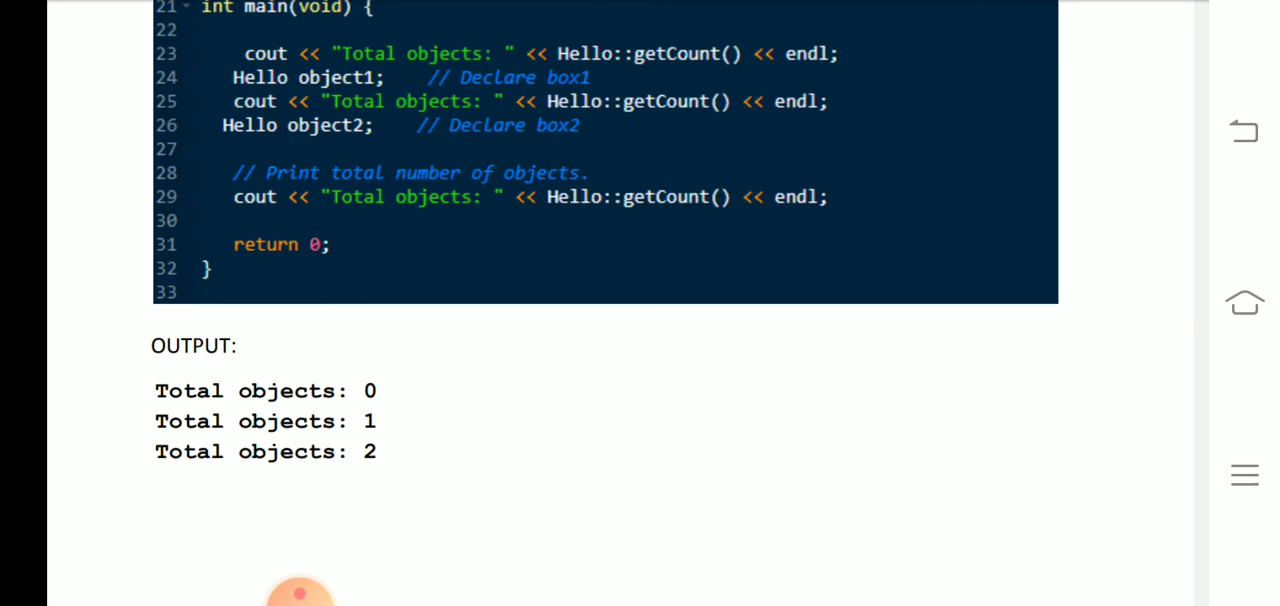 21 int main(void) {
22
23 cout << "Total objects: " << Hello::getCount() << endl;
24 Hello object1; // Declare box1
25 cout << "Total objects: " << Hello::getCount() << endl;
26 Hello object2; // Declare box2
27
28 // Print total number of objects.
29 cout << "Total objects: " << Hello::getCount() << endl;
30
31 return 0;
32 }
33
OUTPUT:
Total objects: 0
Total objects: 1
Total objects: 2